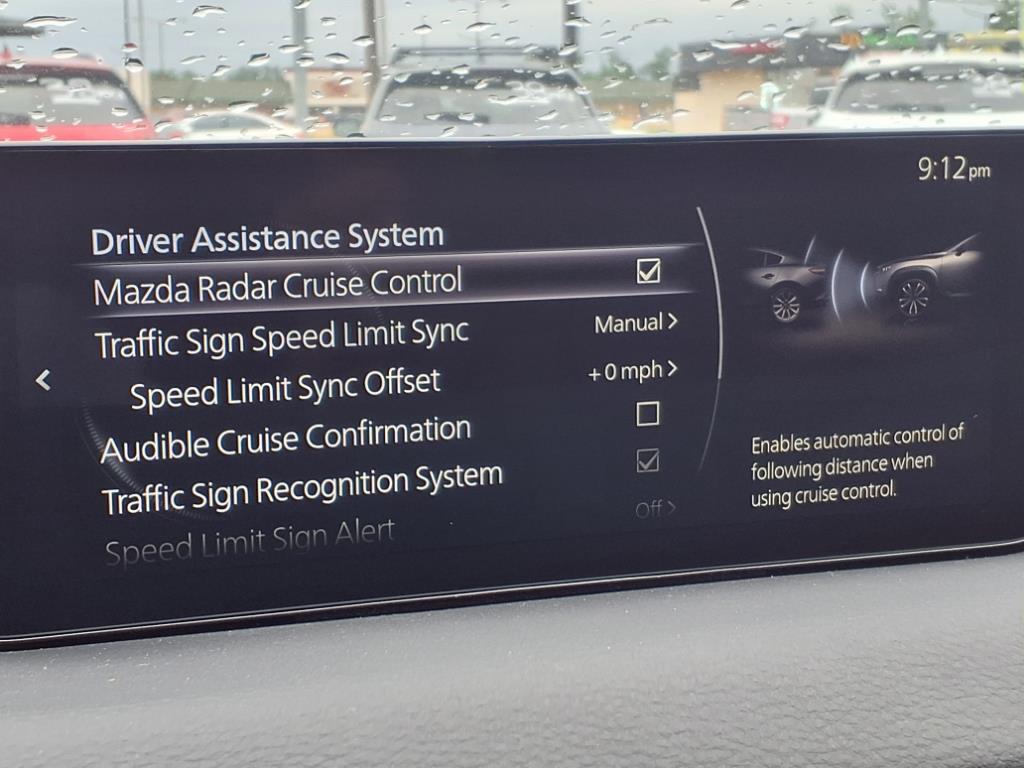 9:12 pm
Driver Assistance System
Mazda Radar Cruise Control
Traffic Sign Speed Limit Sync Manual >
Speed Limit Sync Offset +0 mph >
Audible Cruise Confirmation
Traffic Sign Recognition System
Speed Limit Sign Alert Off >
<
Enables automatic control of
following distance when
using cruise control.